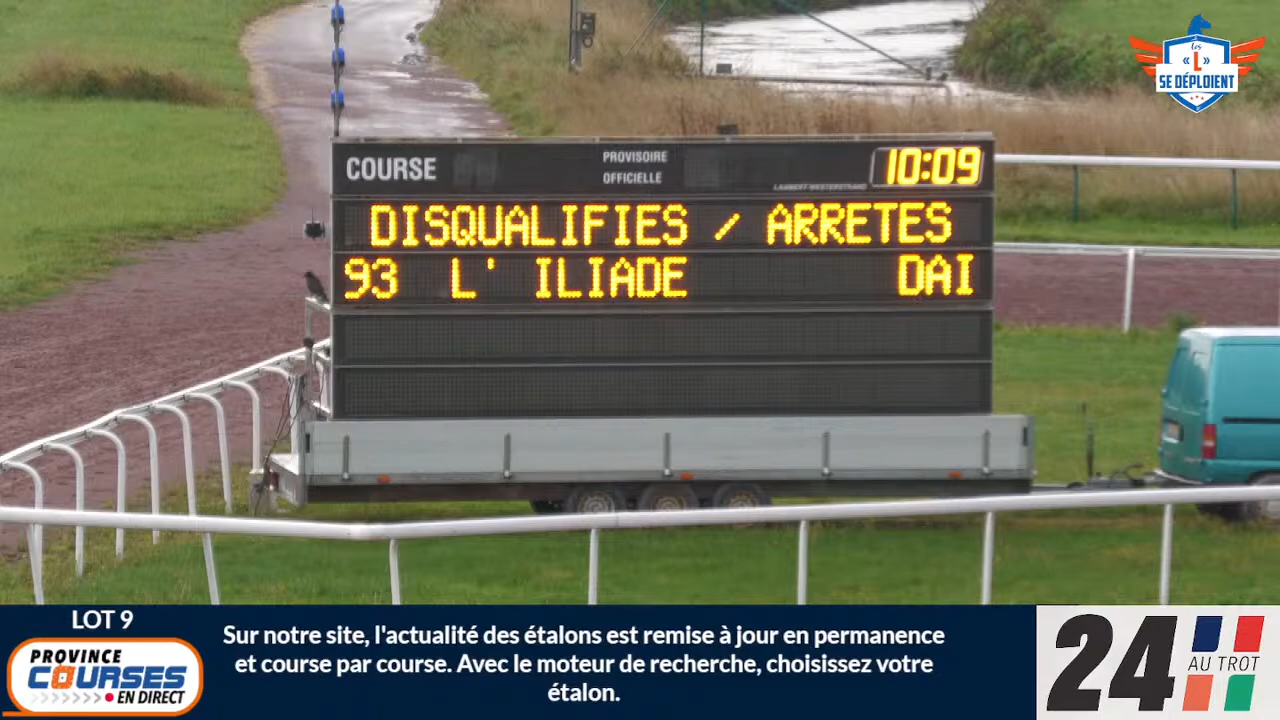 les
« L »
SE DÉPLOIENT
COURSE
PROVISOIRE
OFFICIELLE
LAMBERT-WESTERSTRAND
10:09
DISQUALIFIES / ARRETES
93 L' ILIADE DAI
LOT 9
PROVINCE
COURSES
EN DIRECT
Sur notre site, l'actualité des étalons est remise à jour en permanence
et course par course. Avec le moteur de recherche, choisissez votre
étalon.
24
AU TROT